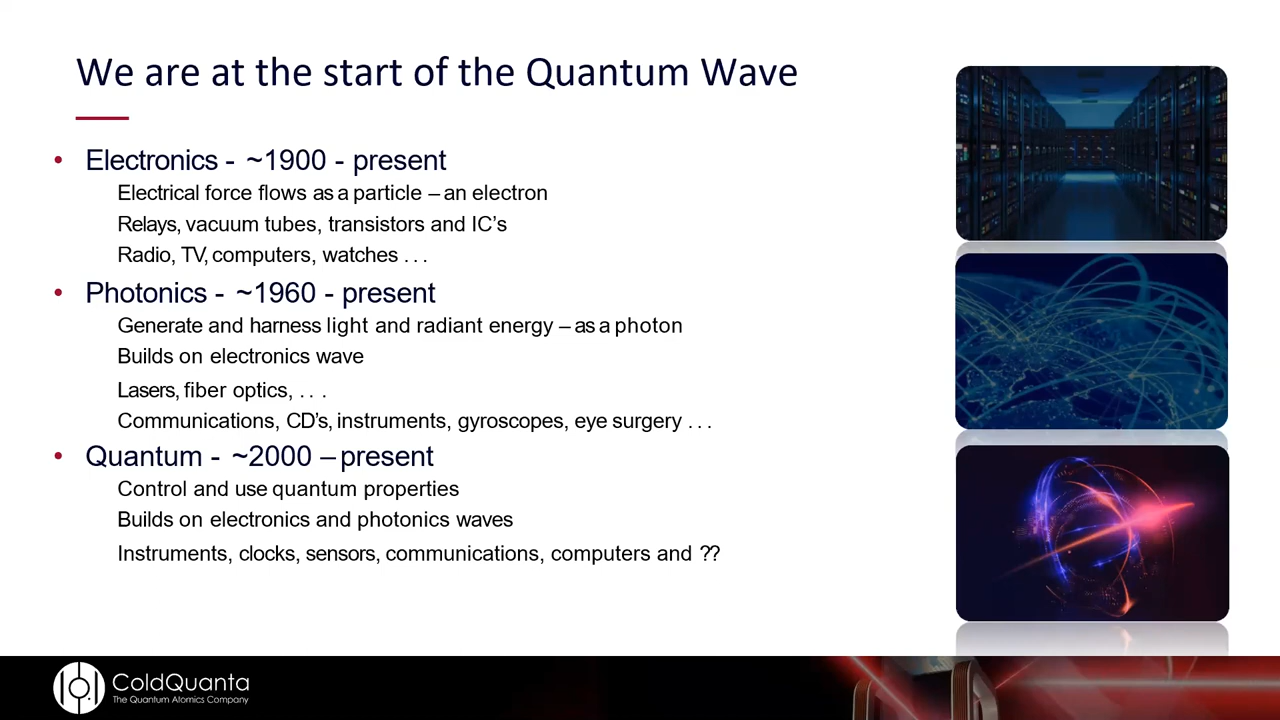 We are at the start of the Quantum Wave
• Electronics - ~1900 - present
Electrical force flows as a particle – an electron
Relays, vacuum tubes, transistors and IC's
Radio, TV, computers, watches . . .
• Photonics - ~1960 - present
Generate and harness light and radiant energy – as a photon
Builds on electronics wave
Lasers, fiber optics, . . .
Communications, CD's, instruments, gyroscopes, eye surgery . . .
• Quantum - ~2000 – present
Control and use quantum properties
Builds on electronics and photonics waves
Instruments, clocks, sensors, communications, computers and ??
ColdQuanta
The Quantum Atomics Company